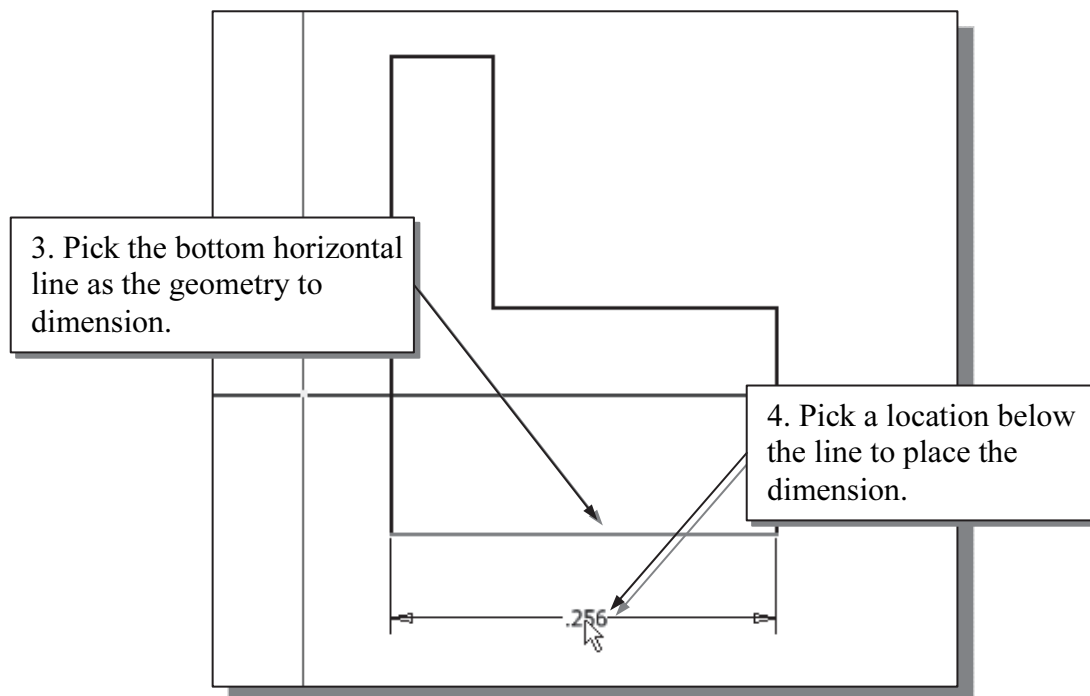 3. Pick the bottom horizontal
line as the geometry to
dimension.
4. Pick a location below
the line to place the
dimension.
.256